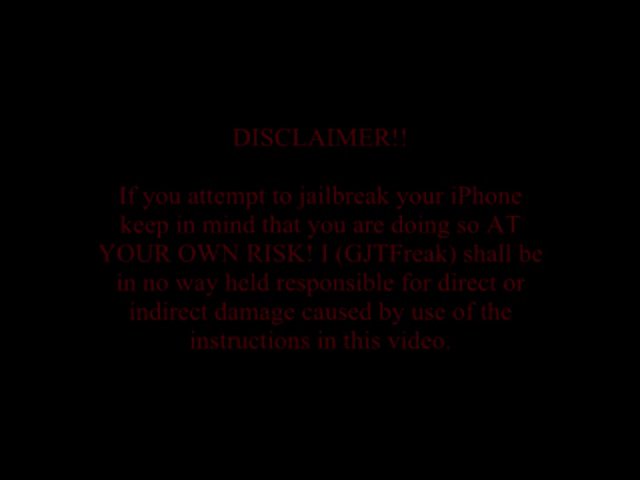 DISCLAIMER!!
If you attempt to jailbreak your iPhone
keep in mind that you are doing so AT
YOUR OWN RISK! I (GJTFreak) shall be
in no way held responsible for direct or
indirect damage caused by use of the
instructions in this video.